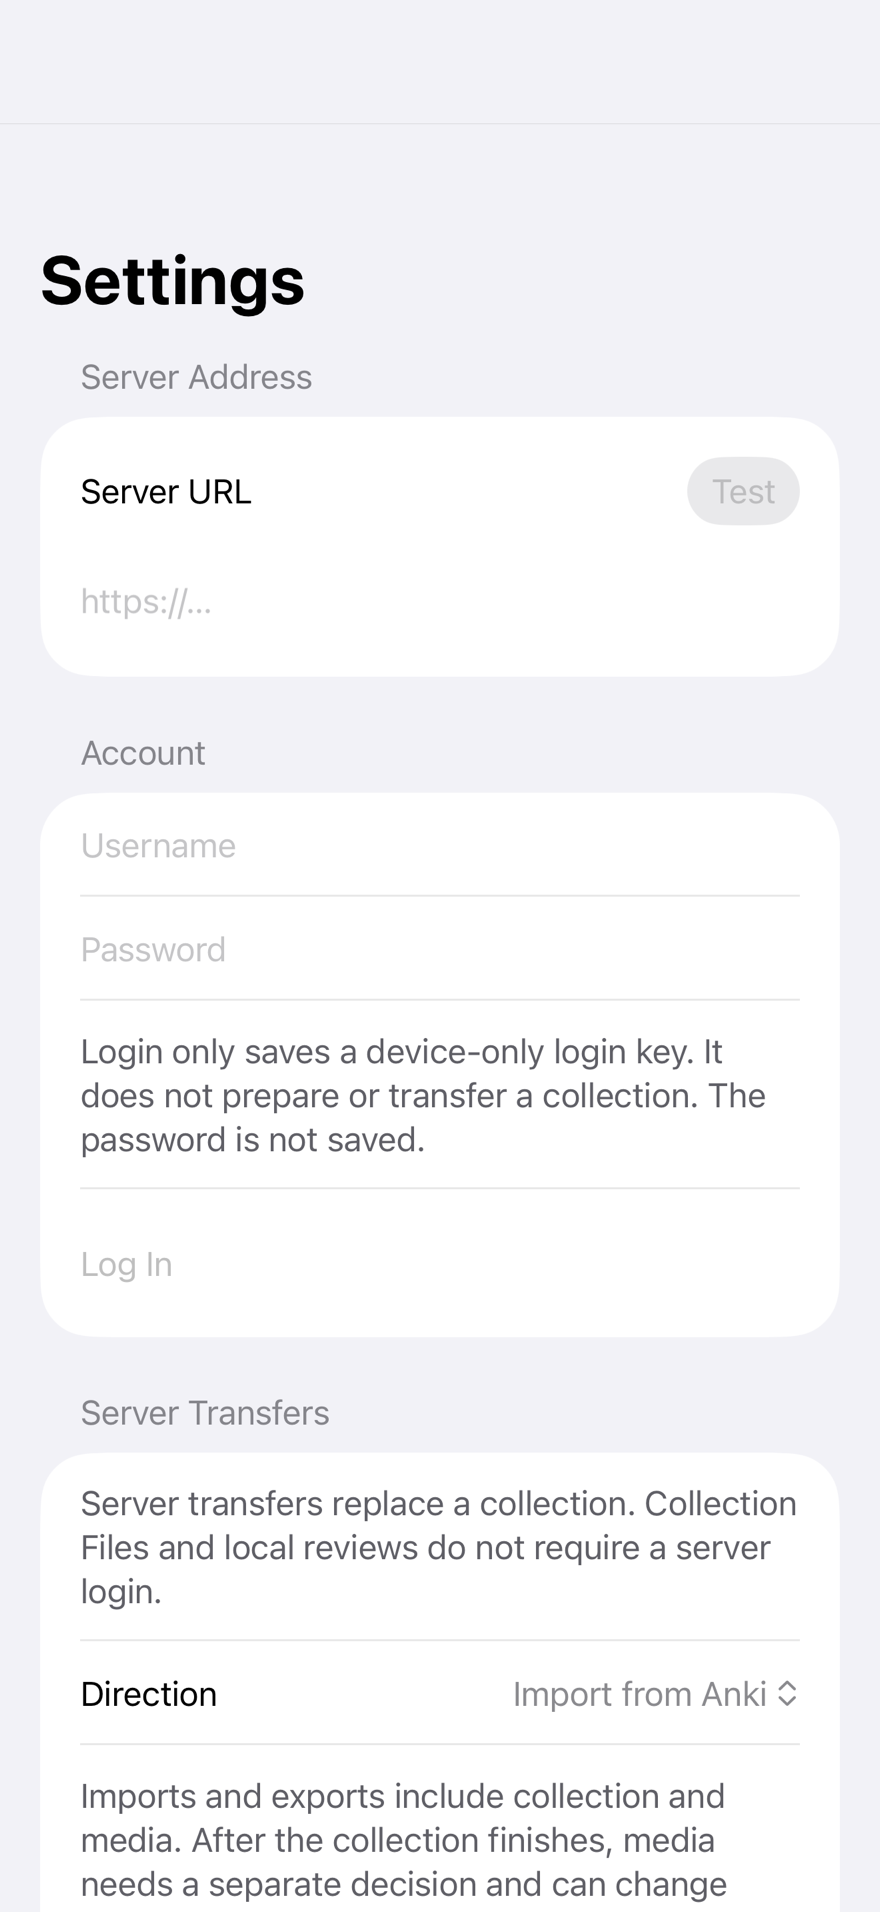 Settings
Server Address
Server URL
Test
https://...
Account
Username
Password
Login only saves a device-only login key. It
does not prepare or transfer a collection. The
password is not saved.
Log In
Server Transfers
Server transfers replace a collection. Collection
Files and local reviews do not require a server
login.
Direction
Import from Anki
Imports and exports include collection and
media. After the collection finishes, media
needs a separate decision and can change